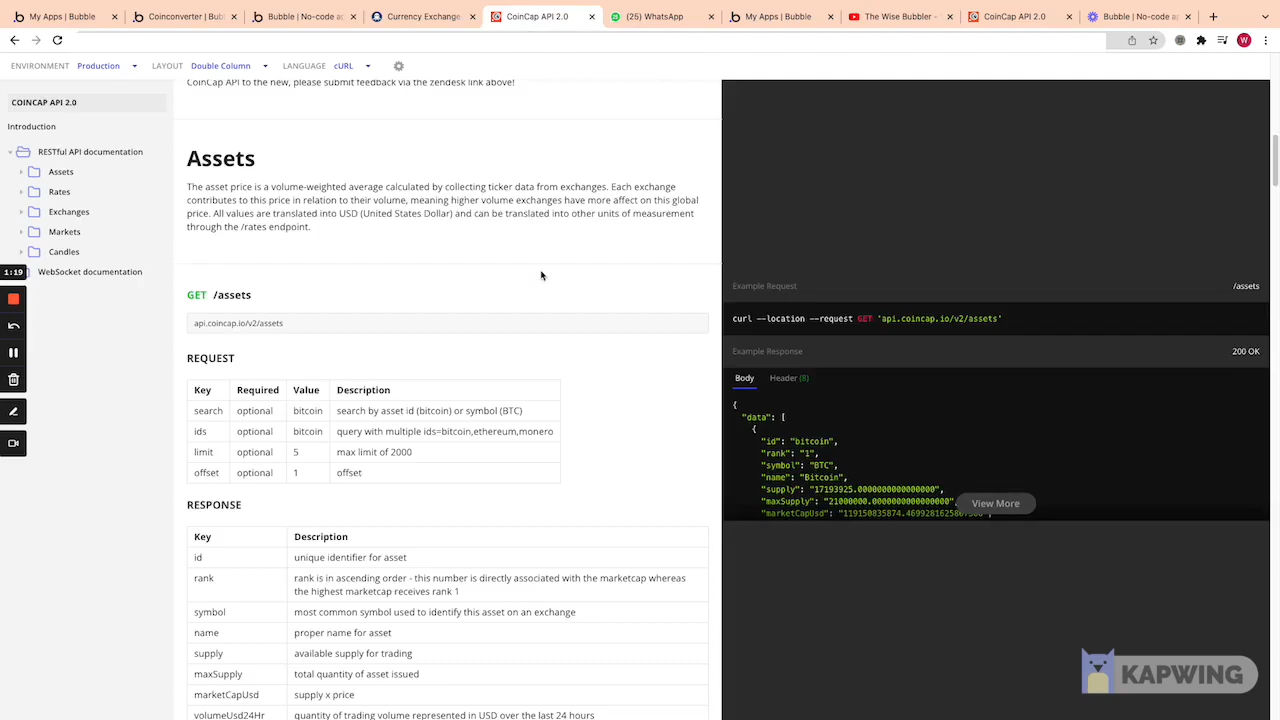 My Apps | Bubble
Coinconverter | Bub
Bubble | No-code ap
Currency Exchange
CoinCap API 2.0
(25) WhatsApp
My Apps | Bubble
The Wise Bubbler -
CoinCap API 2.0
Bubble | No-code ap
W
ENVIRONMENT Production LAYOUT Double Column LANGUAGE cURL
COINCAP API 2.0
Introduction
RESTful API documentation
Assets
Rates
Exchanges
Markets
Candles
WebSocket documentation
1:19
CoinCap API to the new, please submit feedback via the zendesk link above!
Assets
The asset price is a volume-weighted average calculated by collecting ticker data from exchanges. Each exchange
contributes to this price in relation to their volume, meaning higher volume exchanges have more affect on this global
price. All values are translated into USD (United States Dollar) and can be translated into other units of measurement
through the /rates endpoint.
GET /assets
api.coincap.io/v2/assets
REQUEST
Key Required Value Description
search optional bitcoin search by asset id (bitcoin) or symbol (BTC)
ids optional bitcoin query with multiple ids=bitcoin,ethereum,monero
limit optional 5 max limit of 2000
offset optional 1 offset
RESPONSE
Key Description
id unique identifier for asset
rank rank is in ascending order - this number is directly associated with the marketcap whereas
the highest marketcap receives rank 1
symbol most common symbol used to identify this asset on an exchange
name proper name for asset
supply available supply for trading
maxSupply total quantity of asset issued
marketCapUsd supply x price
volumeUsd24Hr quantity of trading volume represented in USD over the last 24 hours
Example Request /assets
curl --location --request GET 'api.coincap.io/v2/assets'
Example Response 200 OK
Body Header (8)
{
"data": [
{
"id": "bitcoin",
"rank": "1",
"symbol": "BTC",
"name": "Bitcoin",
"supply": "17193925.0000000000000000",
"maxSupply": "21000000.0000000000000000",
"marketCapUsd":
View More
KAPWING